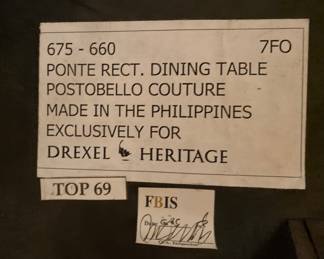 675 - 660 7FO
PONTE RECT. DINING TABLE
POSTOBELLO COUTURE
MADE IN THE PHILIPPINES
EXCLUSIVELY FOR
DREXEL HERITAGE
TOP 69
FBIS